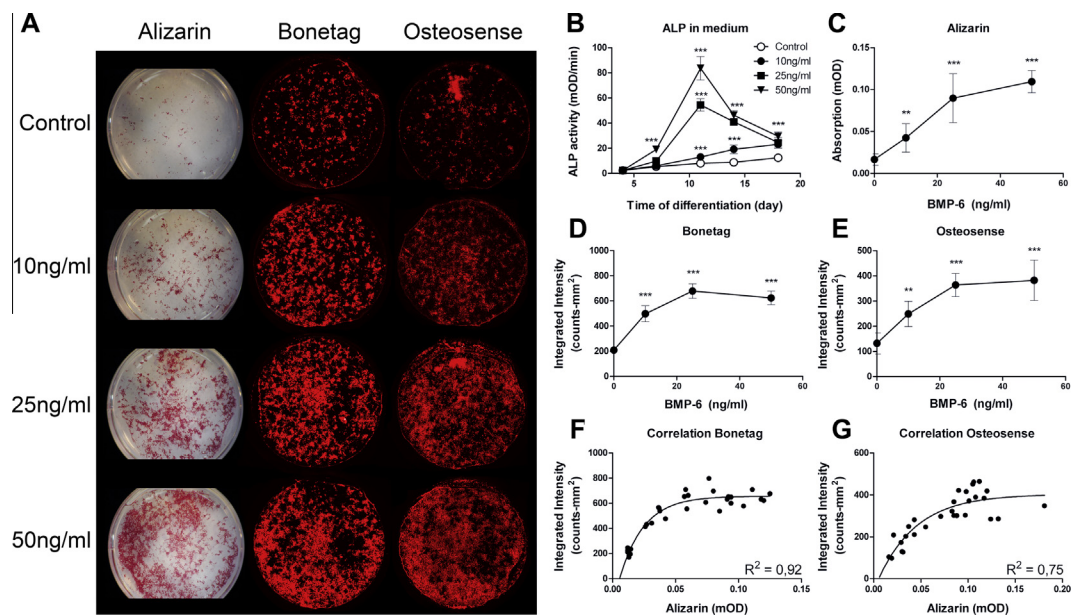 A
Alizarin Bonetag Osteosense
Control
10ng/ml
25ng/ml
50ng/ml
B
ALP in medium
ALP activity (mOD/min)
100
80
60
40
20
0
5 10 15 20
Time of differentiation (day)
Control
10ng/ml
25ng/ml
50ng/ml
***
***
***
***
***
***
***
***
C
Alizarin
Absorption (mOD)
0.15
0.10
0.05
0.00
0 20 40 60
BMP-6 (ng/ml)
**
***
***
D
Bonetag
Integrated Intensity
(counts-mm²)
1000
800
600
400
200
0
0 20 40 60
BMP-6 (ng/ml)
***
***
***
E
Osteosense
Integrated Intensity
(counts-mm²)
500
400
300
200
100
0
0 20 40 60
BMP-6 (ng/ml)
**
***
***
F
Correlation Bonetag
Integrated Intensity
(counts-mm²)
1000
800
600
400
200
0
0.00 0.05 0.10 0.15
Alizarin (mOD)
R² = 0,92
G
Correlation Osteosense
Integrated Intensity
(counts-mm²)
600
400
200
0
0.00 0.05 0.10 0.15 0.20
Alizarin (mOD)
R² = 0,75